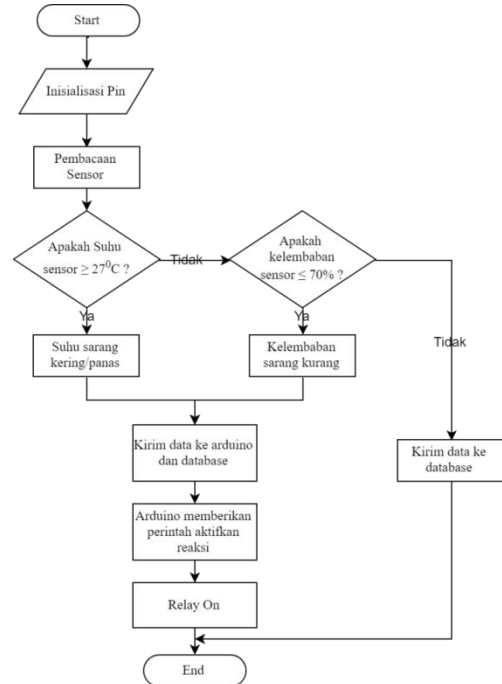 Start
Inisialisasi Pin
Pembacaan
Sensor
Apakah Suhu
sensor ≥ 27⁰C ?
Tidak
Apakah
kelembaban
sensor ≤ 70% ?
Ya
Ya
Tidak
Suhu sarang
kering/panas
Kelembaban
sarang kurang
Kirim data ke arduino
dan database
Kirim data ke
database
Arduino memberikan
perintah aktifkan
reaksi
Relay On
End